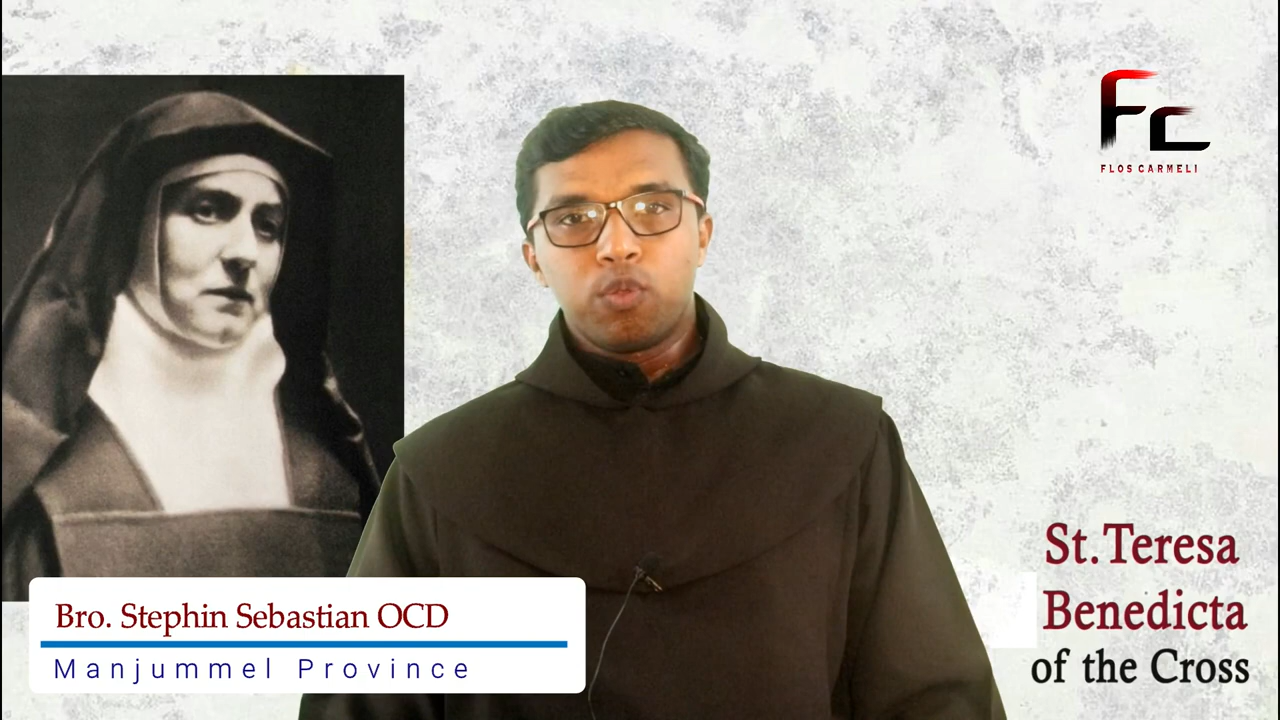 FC
FLOS CARMELI
St. Teresa
Benedicta
of the Cross
Bro. Stephin Sebastian OCD
Manjummel Province